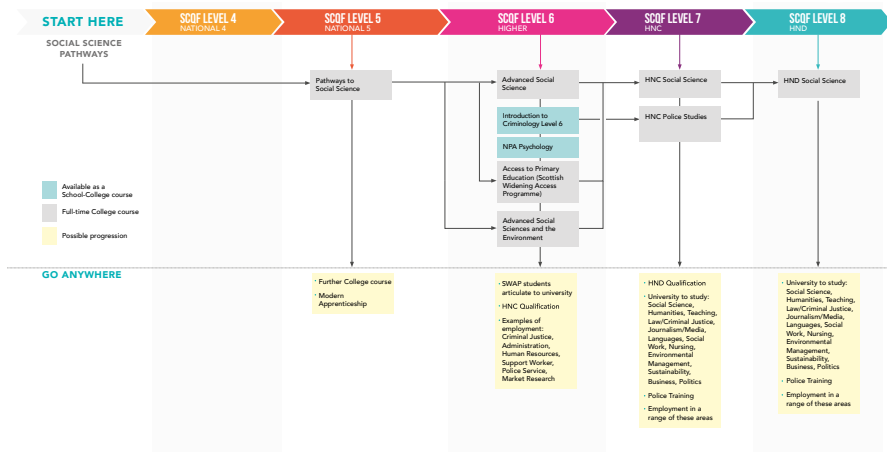 START HERE
SCQF LEVEL 4
NATIONAL 4
SCQF LEVEL 5
NATIONAL 5
SCQF LEVEL 6
HIGHER
SCQF LEVEL 7
HNC
SCQF LEVEL 8
HND
SOCIAL SCIENCE
PATHWAYS
Pathways to
Social Science
Advanced Social
Science
HNC Social Science
HND Social Science
Introduction to
Criminology Level 6
HNC Police Studies
NPA Psychology
Access to Primary
Education (Scottish
Widening Access
Programme)
Advanced Social
Sciences and the
Environment
Available as a
School-College course
Full-time College course
Possible progression
GO ANYWHERE
· Further College course
· Modern
Apprenticeship
· SWAP students
articulate to university
· HNC Qualification
· Examples of
employment:
Criminal Justice,
Administration,
Human Resources,
Support Worker,
Police Service,
Market Research
· HND Qualification
· University to study:
Social Science,
Humanities, Teaching,
Law/Criminal Justice,
Journalism/Media,
Languages, Social
Work, Nursing,
Environmental
Management,
Sustainability,
Business, Politics
· Police Training
· Employment in a
range of these areas
· University to study:
Social Science,
Humanities, Teaching,
Law/Criminal Justice,
Journalism/Media,
Languages, Social
Work, Nursing,
Environmental
Management,
Sustainability,
Business, Politics
· Police Training
· Employment in a
range of these areas